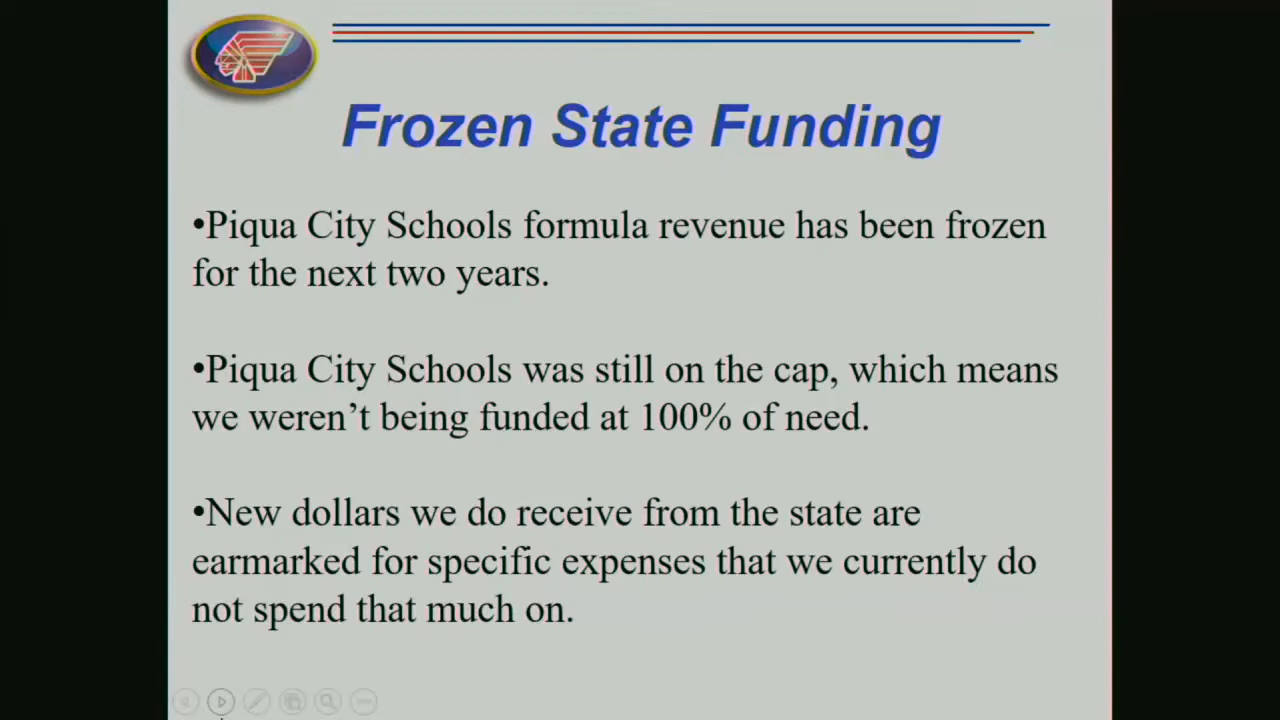 Frozen State Funding
•Piqua City Schools formula revenue has been frozen
for the next two years.
•Piqua City Schools was still on the cap, which means
we weren’t being funded at 100% of need.
•New dollars we do receive from the state are
earmarked for specific expenses that we currently do
not spend that much on.